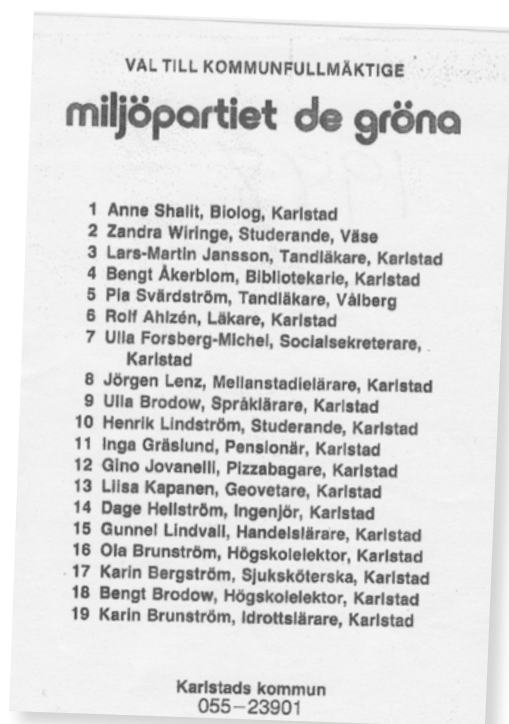 VAL TILL KOMMUNFULLMÄKTIGE
miljöpartiet de gröna
1 Anne Shalit, Biolog, Karlstad
2 Zandra Wiringe, Studerande, Väse
3 Lars-Martin Jansson, Tandläkare, Karlstad
4 Bengt Åkerblom, Bibliotekarie, Karlstad
5 Pia Svärdström, Tandläkare, Vålberg
6 Rolf Ahlzén, Läkare, Karlstad
7 Ulla Forsberg-Michel, Socialsekreterare,
Karlstad
8 Jörgen Lenz, Mellanstadielärare, Karlstad
9 Ulla Brodow, Språklärare, Karlstad
10 Henrik Lindström, Studerande, Karlstad
11 Inga Gräslund, Pensionär, Karlstad
12 Gino Jovanelli, Pizzabagare, Karlstad
13 Liisa Kapanen, Geovetare, Karlstad
14 Dage Hellström, Ingenjör, Karlstad
15 Gunnel Lindvall, Handelslärare, Karlstad
16 Ola Brunström, Högskolelektor, Karlstad
17 Karin Bergström, Sjuksköterska, Karlstad
18 Bengt Brodow, Högskolelektor, Karlstad
19 Karin Brunström, Idrottslärare, Karlstad
Karlstads kommun
055-23901